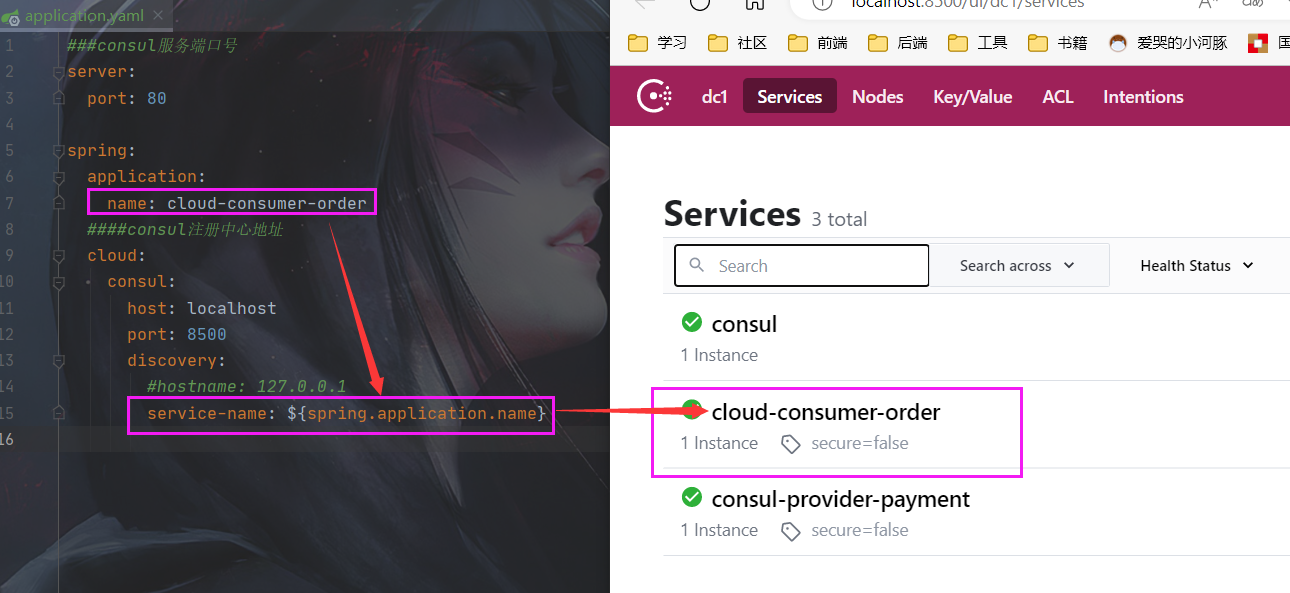 application.yaml
1 ###consul服务端口号
2 server:
3 port: 80
4
5 spring:
6 application:
7 name: cloud-consumer-order
8 ####consul注册中心地址
9 cloud:
10 consul:
11 host: localhost
12 port: 8500
13 discovery:
14 #hostname: 127.0.0.1
15 service-name: ${spring.application.name}
16
localhost:8500/ui/dc1/services
学习 社区 前端 后端 工具 书籍 爱哭的小河豚
dc1 Services Nodes Key/Value ACL Intentions
Services 3 total
Search Search across Health Status
consul
1 Instance
cloud-consumer-order
1 Instance secure=false
consul-provider-payment
1 Instance secure=false